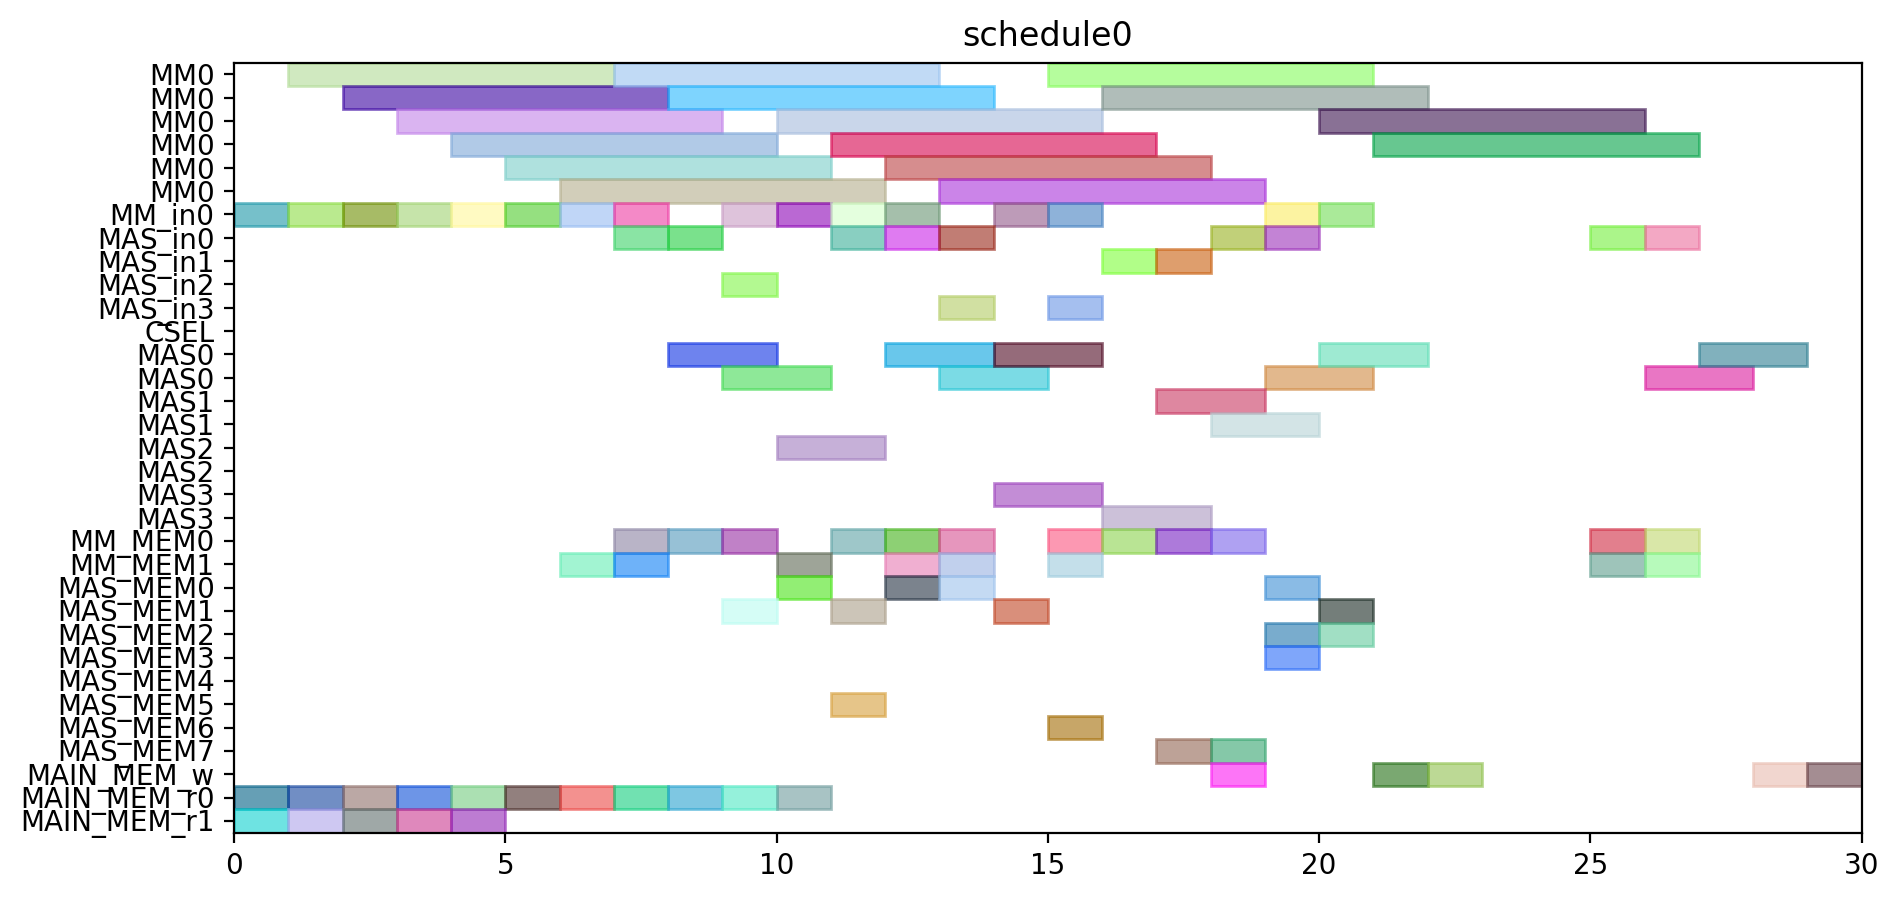 schedule0
MM0
MM0
MM0
MM0
MM0
MM0
MM_in0
MAS_in0
MAS_in1
MAS_in2
MAS_in3
CSEL
MAS0
MAS0
MAS1
MAS1
MAS2
MAS2
MAS3
MAS3
MM_MEM0
MM_MEM1
MAS_MEM0
MAS_MEM1
MAS_MEM2
MAS_MEM3
MAS_MEM4
MAS_MEM5
MAS_MEM6
MAS_MEM7
MAIN_MEM_w
MAIN_MEM_r0
MAIN_MEM_r1
0 5 10 15 20 25 30